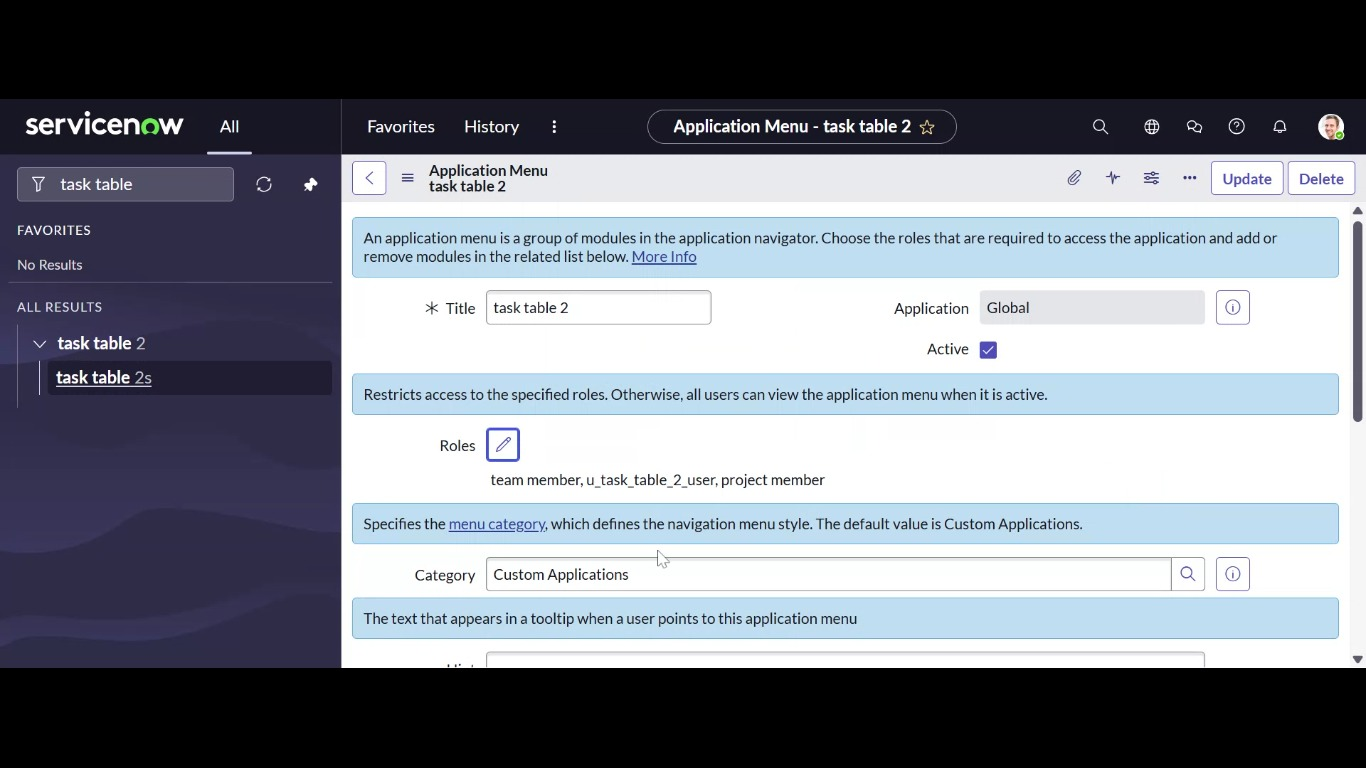 servicenow
All
Favorites
History
Application Menu - task table 2
task table
FAVORITES
No Results
ALL RESULTS
task table 2
task table 2s
Application Menu
task table 2
Update
Delete
An application menu is a group of modules in the application navigator. Choose the roles that are required to access the application and add or
remove modules in the related list below. More Info
Title
task table 2
Application
Global
Active
Restricts access to the specified roles. Otherwise, all users can view the application menu when it is active.
Roles
team member, u_task_table_2_user, project member
Specifies the menu category, which defines the navigation menu style. The default value is Custom Applications.
Category
Custom Applications
The text that appears in a tooltip when a user points to this application menu